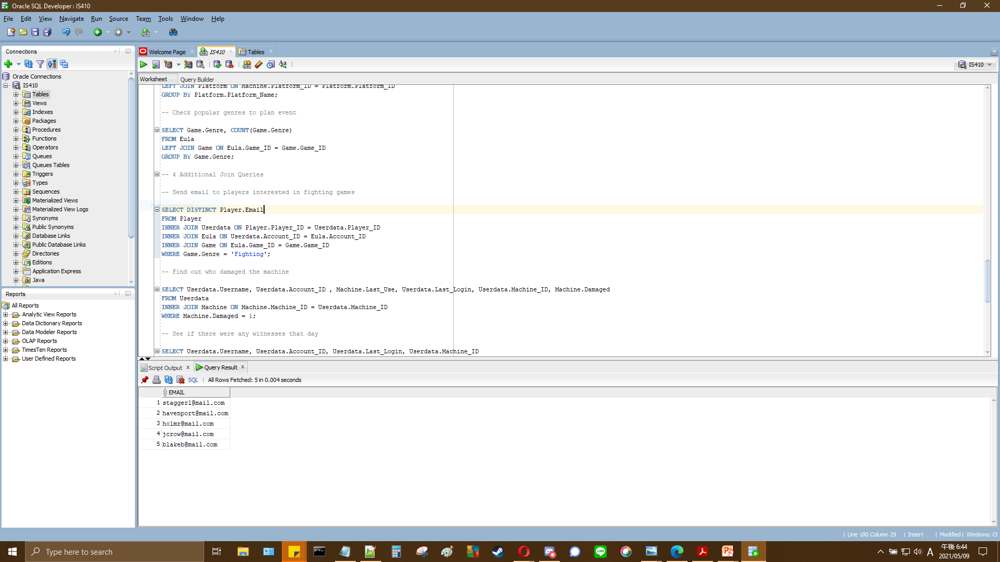 Oracle SQL Developer : IS410
File Edit View Navigate Run Source Team Tools Window Help
Connections
Oracle Connections
IS410
Tables
Views
Indexes
Packages
Procedures
Functions
Operators
Queues
Queues Tables
Triggers
Types
Sequences
Materialized Views
Materialized View Logs
Synonyms
Public Synonyms
Database Links
Public Database Links
Directories
Editions
Application Express
Java
Reports
All Reports
Analytic View Reports
Data Dictionary Reports
Data Modeler Reports
OLAP Reports
TimesTen Reports
User Defined Reports
Welcome Page IS410 Tables
IS410
Worksheet Query Builder
LEFT JOIN Platform ON Machine.Platform_ID = Platform.Platform_ID
GROUP BY Platform.Platform_Name;
-- Check popular genres to plan event
SELECT Game.Genre, COUNT(Game.Genre)
FROM Eula
LEFT JOIN Game ON Eula.Game_ID = Game.Game_ID
GROUP BY Game.Genre;
-- 4 Additional Join Queries
-- Send email to players interested in fighting games
SELECT DISTINCT Player.Email
FROM Player
INNER JOIN Userdata ON Player.Player_ID = Userdata.Player_ID
INNER JOIN Eula ON Userdata.Account_ID = Eula.Account_ID
INNER JOIN Game ON Eula.Game_ID = Game.Game_ID
WHERE Game.Genre = 'Fighting';
-- Find out who damaged the machine
SELECT Userdata.Username, Userdata.Account_ID , Machine.Last_Use, Userdata.Last_Login, Userdata.Machine_ID, Machine.Damaged
FROM Userdata
INNER JOIN Machine ON Machine.Machine_ID = Userdata.Machine_ID
WHERE Machine.Damaged = 1;
-- See if there were any witnesses that day
SELECT Userdata.Username, Userdata.Account_ID, Userdata.Last_Login, Userdata.Machine_ID
Script Output x Query Result x
SQL | All Rows Fetched: 5 in 0.004 seconds
EMAIL
1 staggerl@mail.com
2 havenport@mail.com
3 holmr@mail.com
4 jcrow@mail.com
5 blakeb@mail.com
| Line 180 Column 29 | Insert | Modified | Windows: CF
Type here to search
LINE
A
午後 6:44
2021/05/09